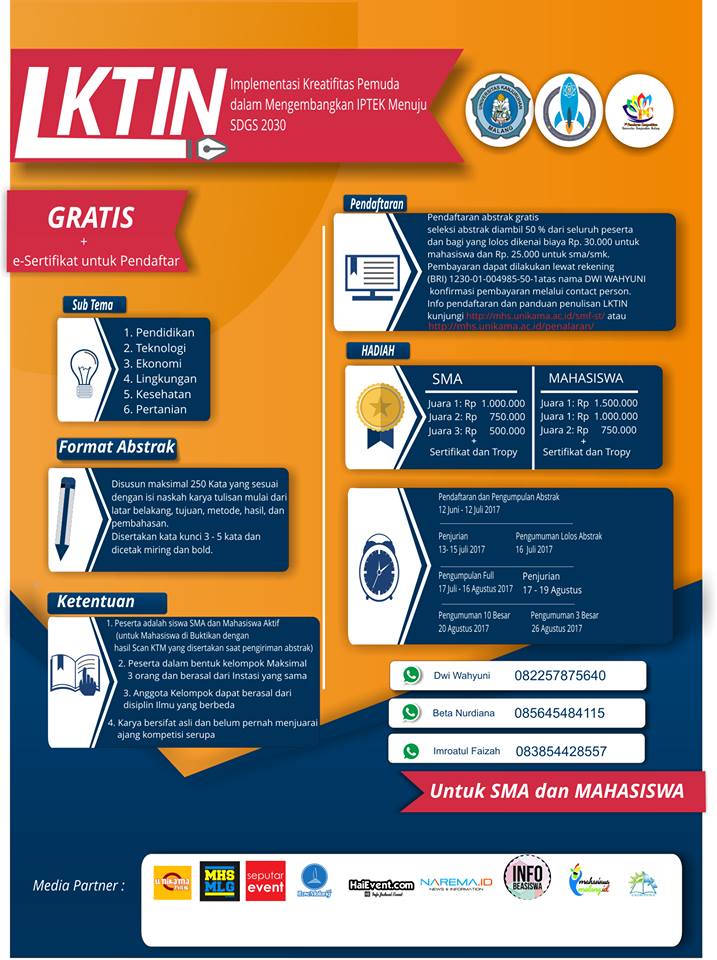 LKTIN
Implementasi Kreatifitas Pemuda
dalam Mengembangkan IPTEK Menuju
SDGS 2030
UNIVERSITAS KANJURUHAN
MALANG
GRATIS
+
e-Sertifikat untuk Pendaftar
Sub Tema
1. Pendidikan
2. Teknologi
3. Ekonomi
4. Lingkungan
5. Kesehatan
6. Pertanian
Format Abstrak
Disusun maksimal 250 Kata yang sesuai
dengan isi naskah karya tulisan mulai dari
latar belakang, tujuan, metode, hasil, dan
pembahasan.
Disertakan kata kunci 3 - 5 kata dan
dicetak miring dan bold.
Ketentuan
1. Peserta adalah siswa SMA dan Mahasiswa Aktif
(untuk Mahasiswa di Buktikan dengan
hasil Scan KTM yang disertakan saat pengiriman abstrak)
2. Peserta dalam bentuk kelompok Maksimal
3 orang dan berasal dari Instasi yang sama
3. Anggota Kelompok dapat berasal dari
disiplin Ilmu yang berbeda
4. Karya bersifat asli dan belum pernah menjuarai
ajang kompetisi serupa
Pendaftaran
Pendaftaran abstrak gratis
seleksi abstrak diambil 50 % dari seluruh peserta
dan bagi yang lolos dikenai biaya Rp. 30.000 untuk
mahasiswa dan Rp. 25.000 untuk sma/smk.
Pembayaran dapat dilakukan lewat rekening
(BRI) 1230-01-004985-50-1atas nama DWI WAHYUNI
konfirmasi pembayaran melalui contact person.
Info pendaftaran dan panduan penulisan LKTIN
kunjungi http://mhs.unikama.ac.id/smf-st/ atau
http://mhs.unikama.ac.id/penalaran/
HADIAH
SMA
Juara 1: Rp 1.000.000
Juara 2: Rp 750.000
Juara 3: Rp 500.000
+
Sertifikat dan Tropy
MAHASISWA
Juara 1: Rp 1.500.000
Juara 1: Rp 1.000.000
Juara 2: Rp 750.000
+
Sertifikat dan Tropy
Pendaftaran dan Pengumpulan Abstrak
12 Juni - 12 Juli 2017
Penjurian
13- 15 juli 2017
Pengumuman Lolos Abstrak
16 Juli 2017
Pengumpulan Full
17 Juli - 16 Agustus 2017
Penjurian
17 - 19 Agustus
Pengumuman 10 Besar
20 Agustus 2017
Pengumuman 3 Besar
26 Agustus 2017
Dwi Wahyuni 082257875640
Beta Nurdiana 085645484115
Imroatul Faizah 083854428557
Untuk SMA dan MAHASISWA
Media Partner :
unikama
MHS
MLG
seputar
event
HaiEvent.com
NAREMA.ID
NEWS & INFORMATION
INFO
BEASISWA
mahasiswa
malang.id